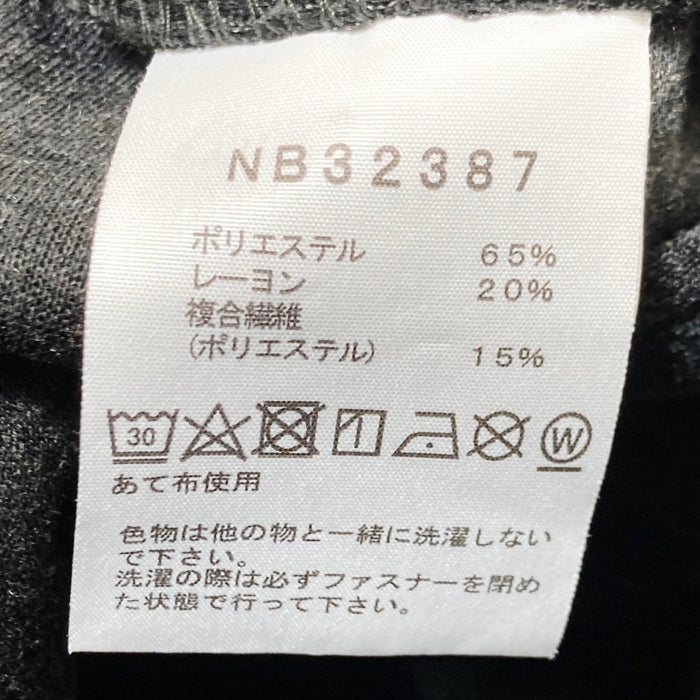 NB32387
ポリエステル 65%
レーヨン 20%
複合繊維
(ポリエステル) 15%
30 W
あて布使用
色物は他の物と一緒に洗濯しない
で下さい。
洗濯の際は必ずファスナーを閉め
た状態で行って下さい。